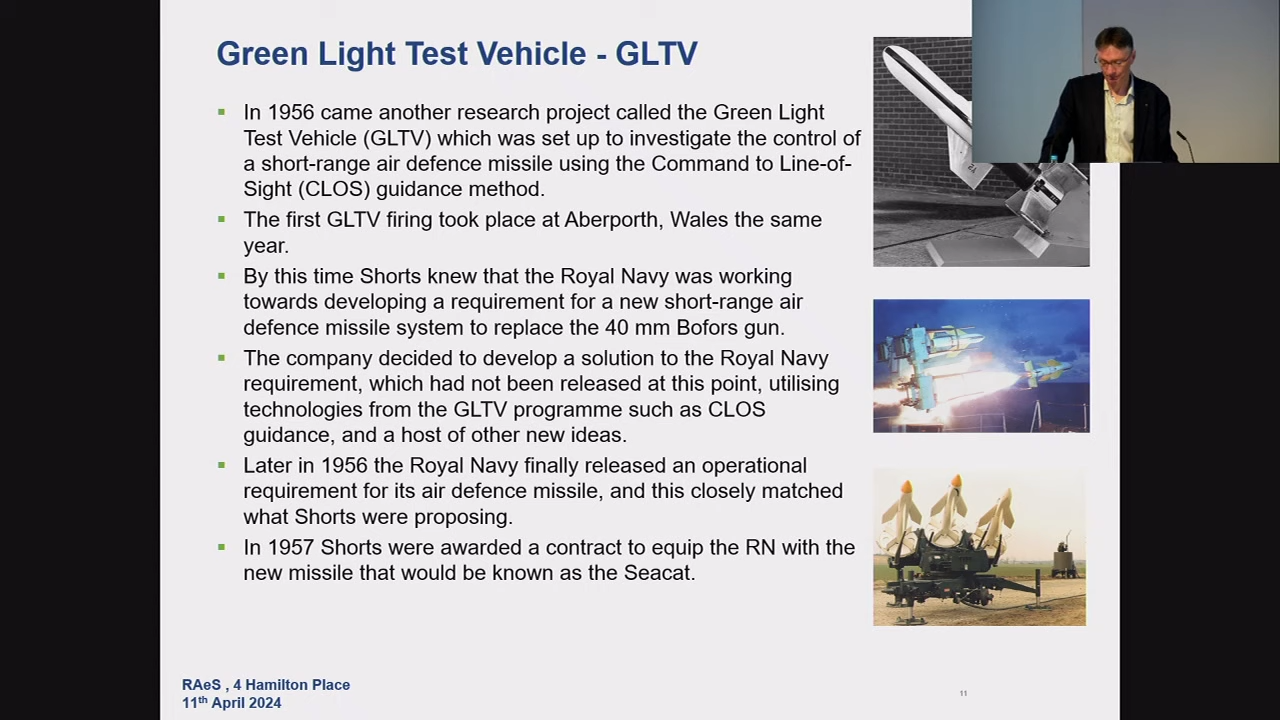 Green Light Test Vehicle - GLTV
In 1956 came another research project called the Green Light
Test Vehicle (GLTV) which was set up to investigate the control of
a short-range air defence missile using the Command to Line-of-
Sight (CLOS) guidance method.
The first GLTV firing took place at Aberporth, Wales the same
year.
By this time Shorts knew that the Royal Navy was working
towards developing a requirement for a new short-range air
defence missile system to replace the 40 mm Bofors gun.
The company decided to develop a solution to the Royal Navy
requirement, which had not been released at this point, utilising
technologies from the GLTV programme such as CLOS
guidance, and a host of other new ideas.
Later in 1956 the Royal Navy finally released an operational
requirement for its air defence missile, and this closely matched
what Shorts were proposing.
In 1957 Shorts were awarded a contract to equip the RN with the
new missile that would be known as the Seacat.
RAeS , 4 Hamilton Place
11th April 2024
11